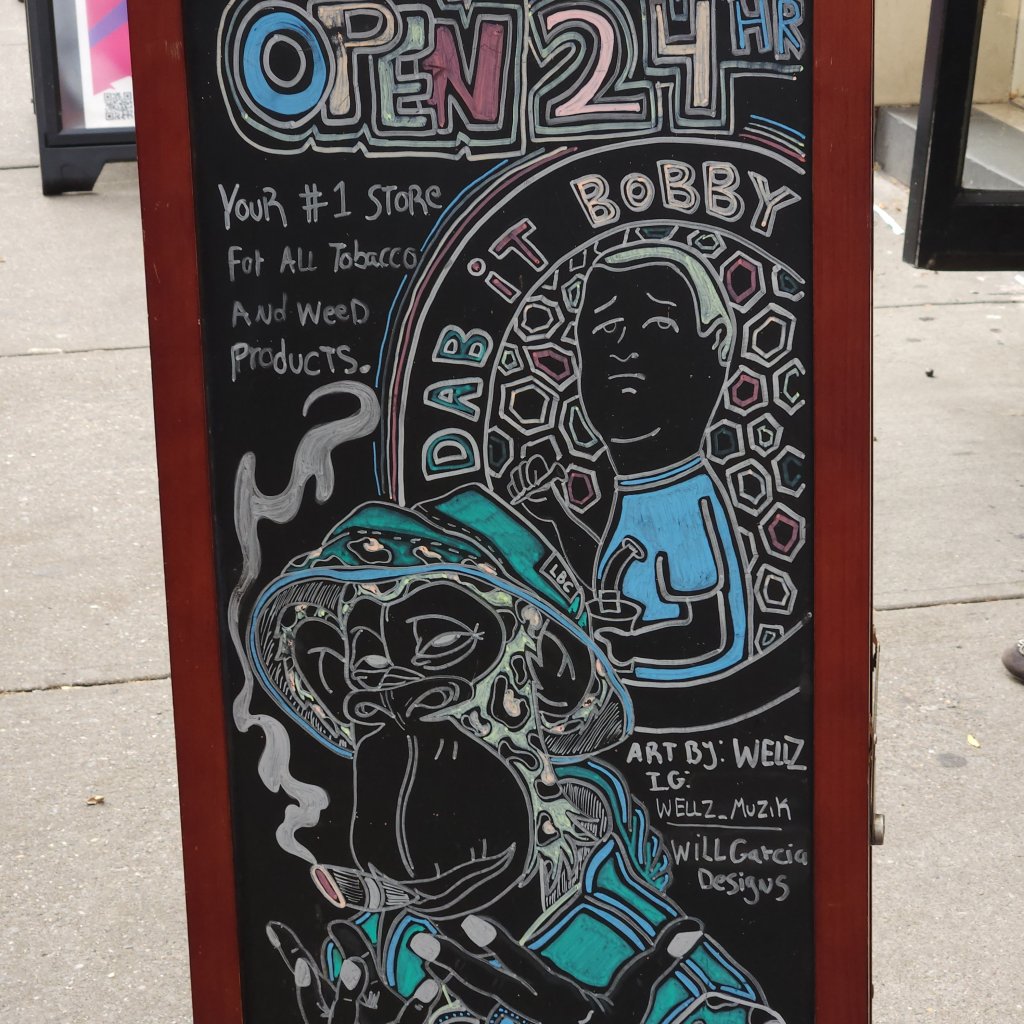 OPEN 24 HR
YOUR #1 STORE
FOR ALL TOBACCO
AND WEED
PRODUCTS.
DAB iT BOBBY
LBC
ART BY: WELLZ
I.G:
WELLZ_MUZIK
WiLL Garcia
Designs